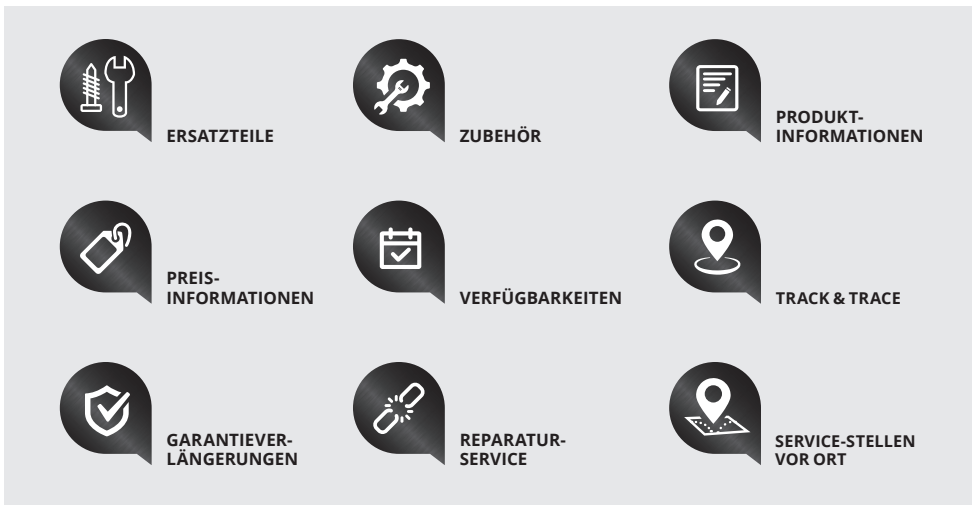 ERSATZTEILE
ZUBEHÖR
PRODUKT-
INFORMATIONEN
PREIS-
INFORMATIONEN
VERFÜGBARKEITEN
TRACK & TRACE
GARANTIEVER-
LÄNGERUNGEN
REPARATUR-
SERVICE
SERVICE-STELLEN
VOR ORT